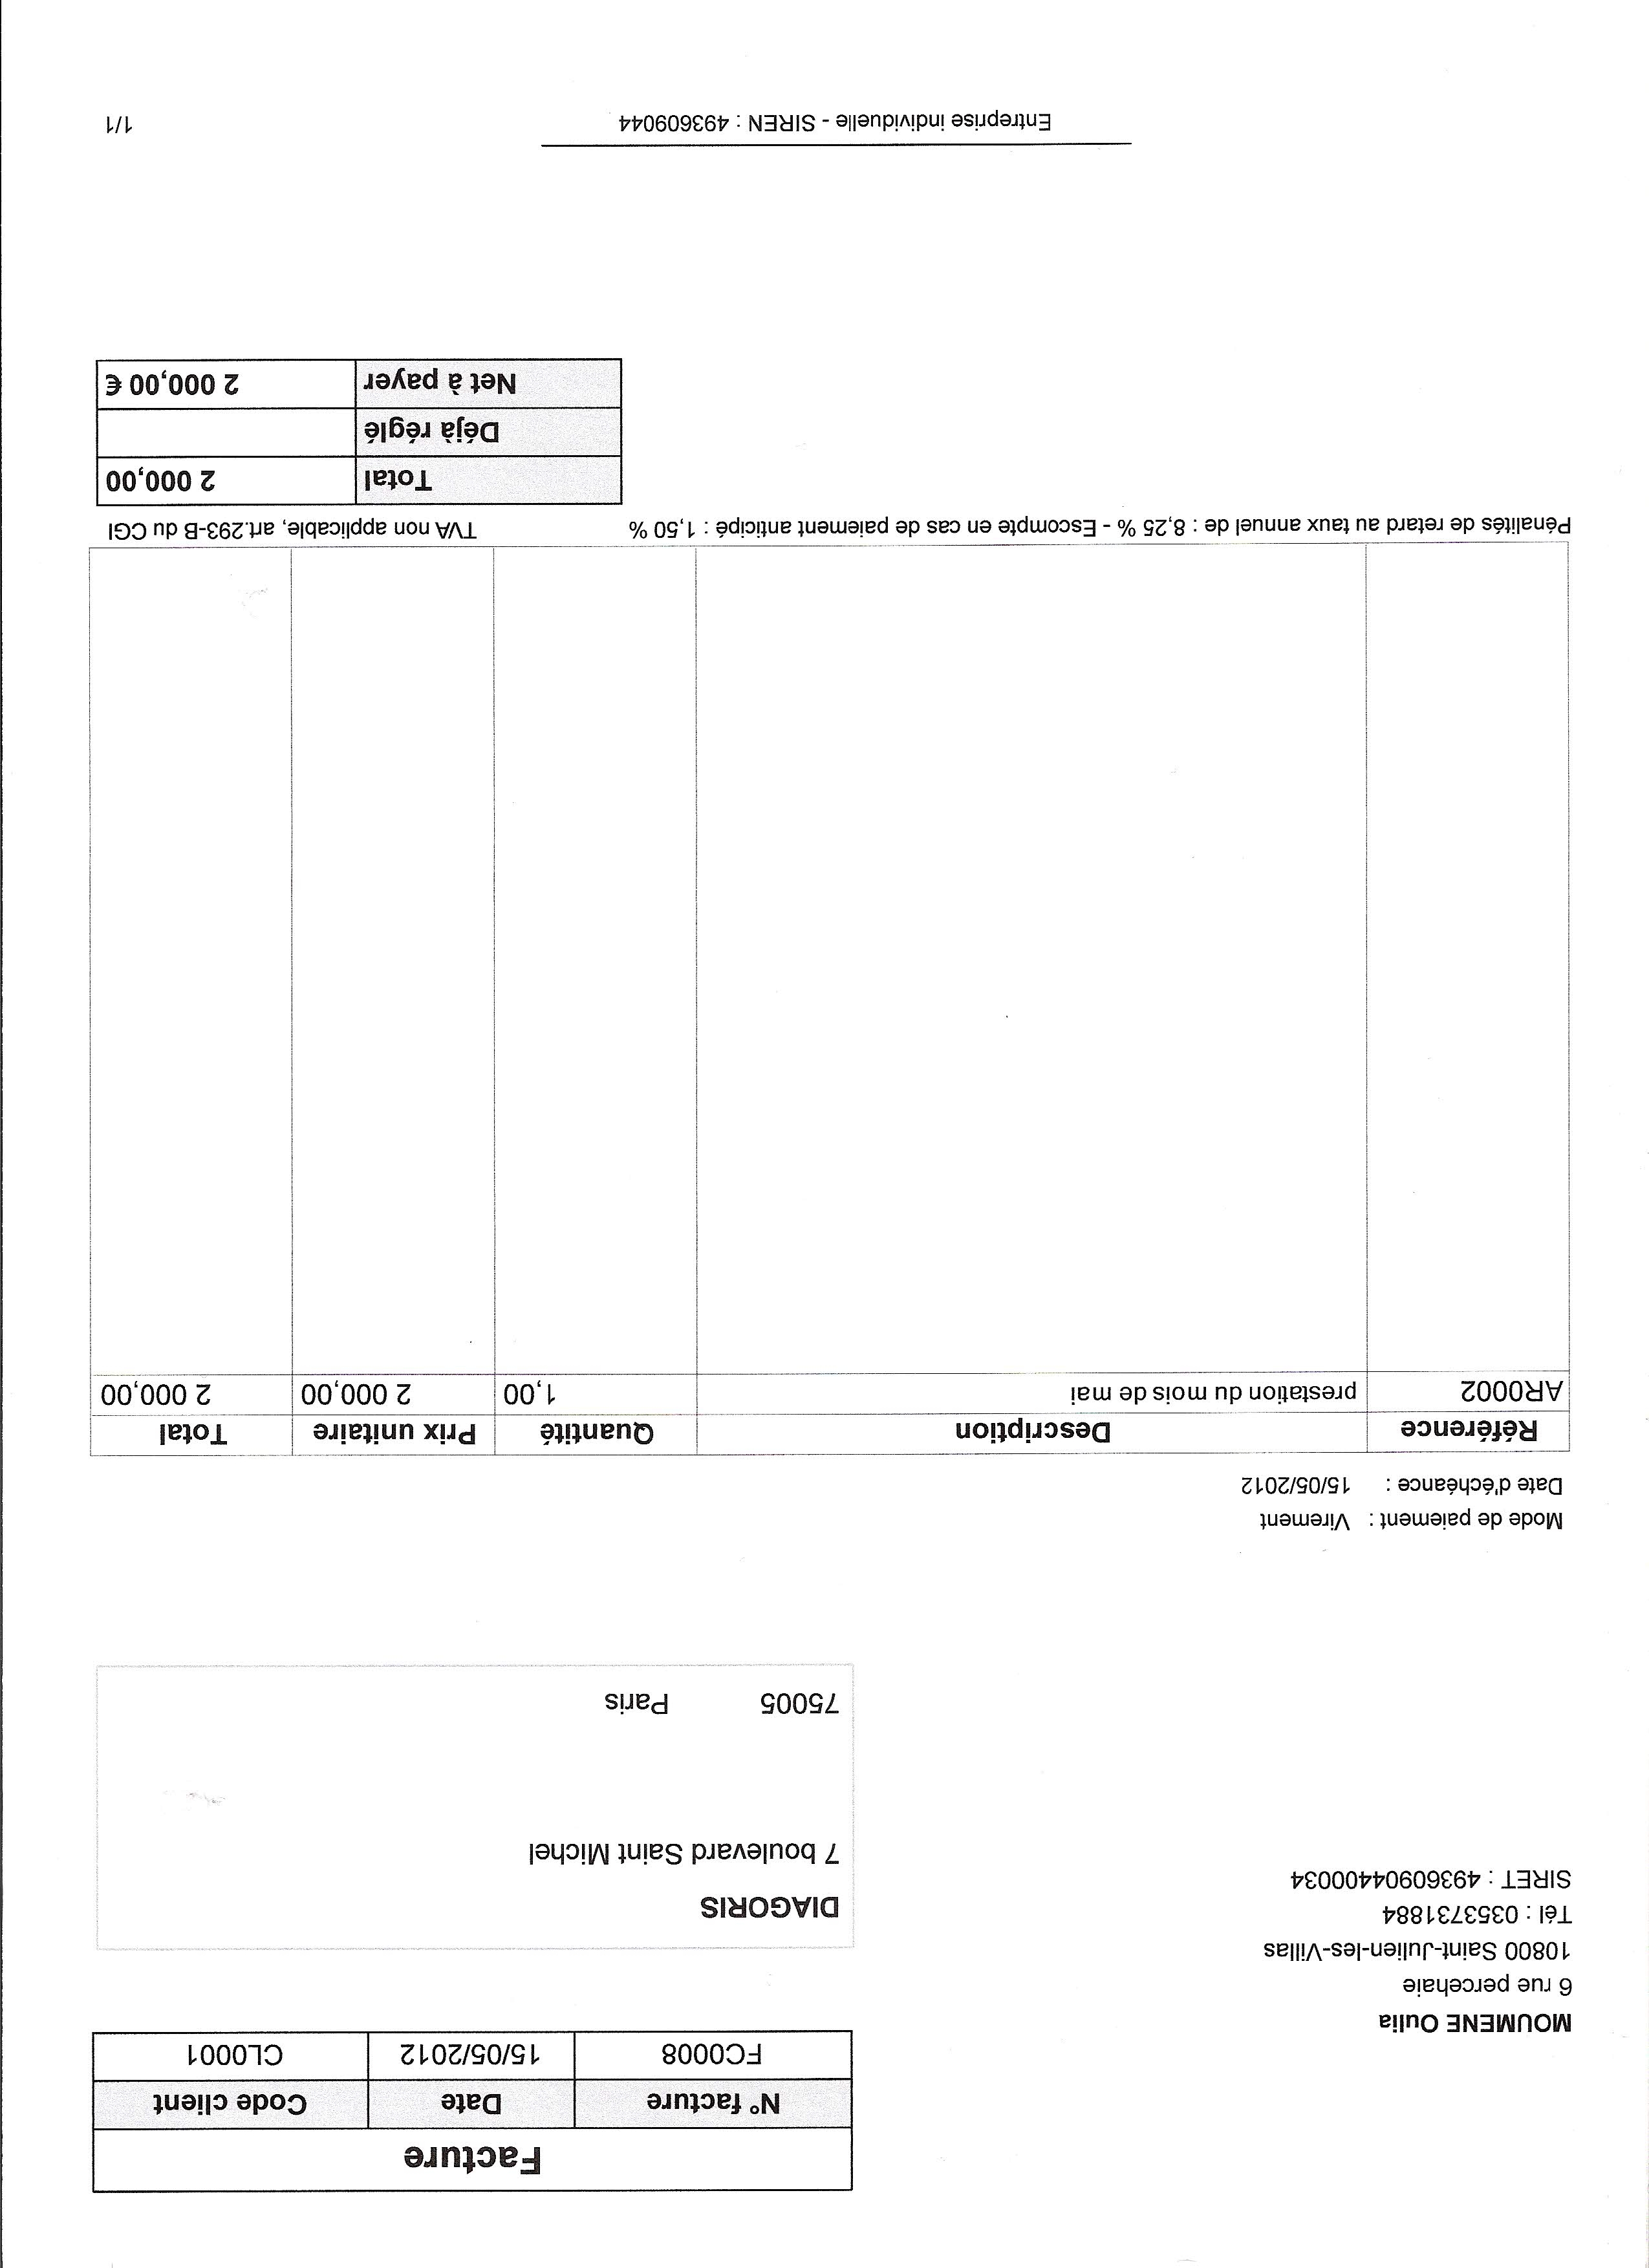 Facture
N° facture Date Code client
FC0008 15/05/2012 CL0001
MOUMENE Oulia
6 rue percehaie
10800 Saint-Julien-les-Villas
Tél : 0353731884
SIRET : 49360904400034
DIAGORIS
7 boulevard Saint Michel
75005 Paris
Mode de paiement : Virement
Date d'échéance : 15/05/2012
Référence Description Quantité Prix unitaire Total
AR0002 prestation du mois de mai 1,00 2 000,00 2 000,00
Pénalités de retard au taux annuel de : 8,25 % - Escompte en cas de paiement anticipé : 1,50 % TVA non applicable, art.293-B du CGI
Total 2 000,00
Déjà réglé
Net à payer 2 000,00 €
Entreprise individuelle - SIREN : 493609044
1/1